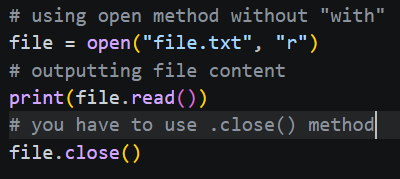 # using open method without "with"
file = open("file.txt", "r")
# outputting file content
print(file.read())
# you have to use .close() method
file.close()